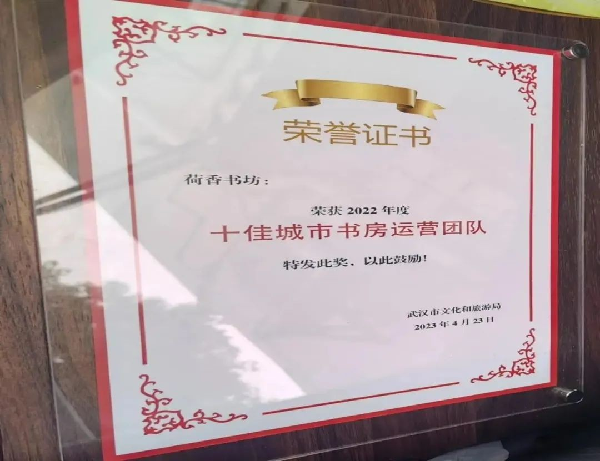 荣誉证书
荷香书坊：
荣获 2022 年度
十佳城市书房运营团队
特发此奖，以此鼓励！
武汉市文化和旅游局
2023 年 4 月 23 日